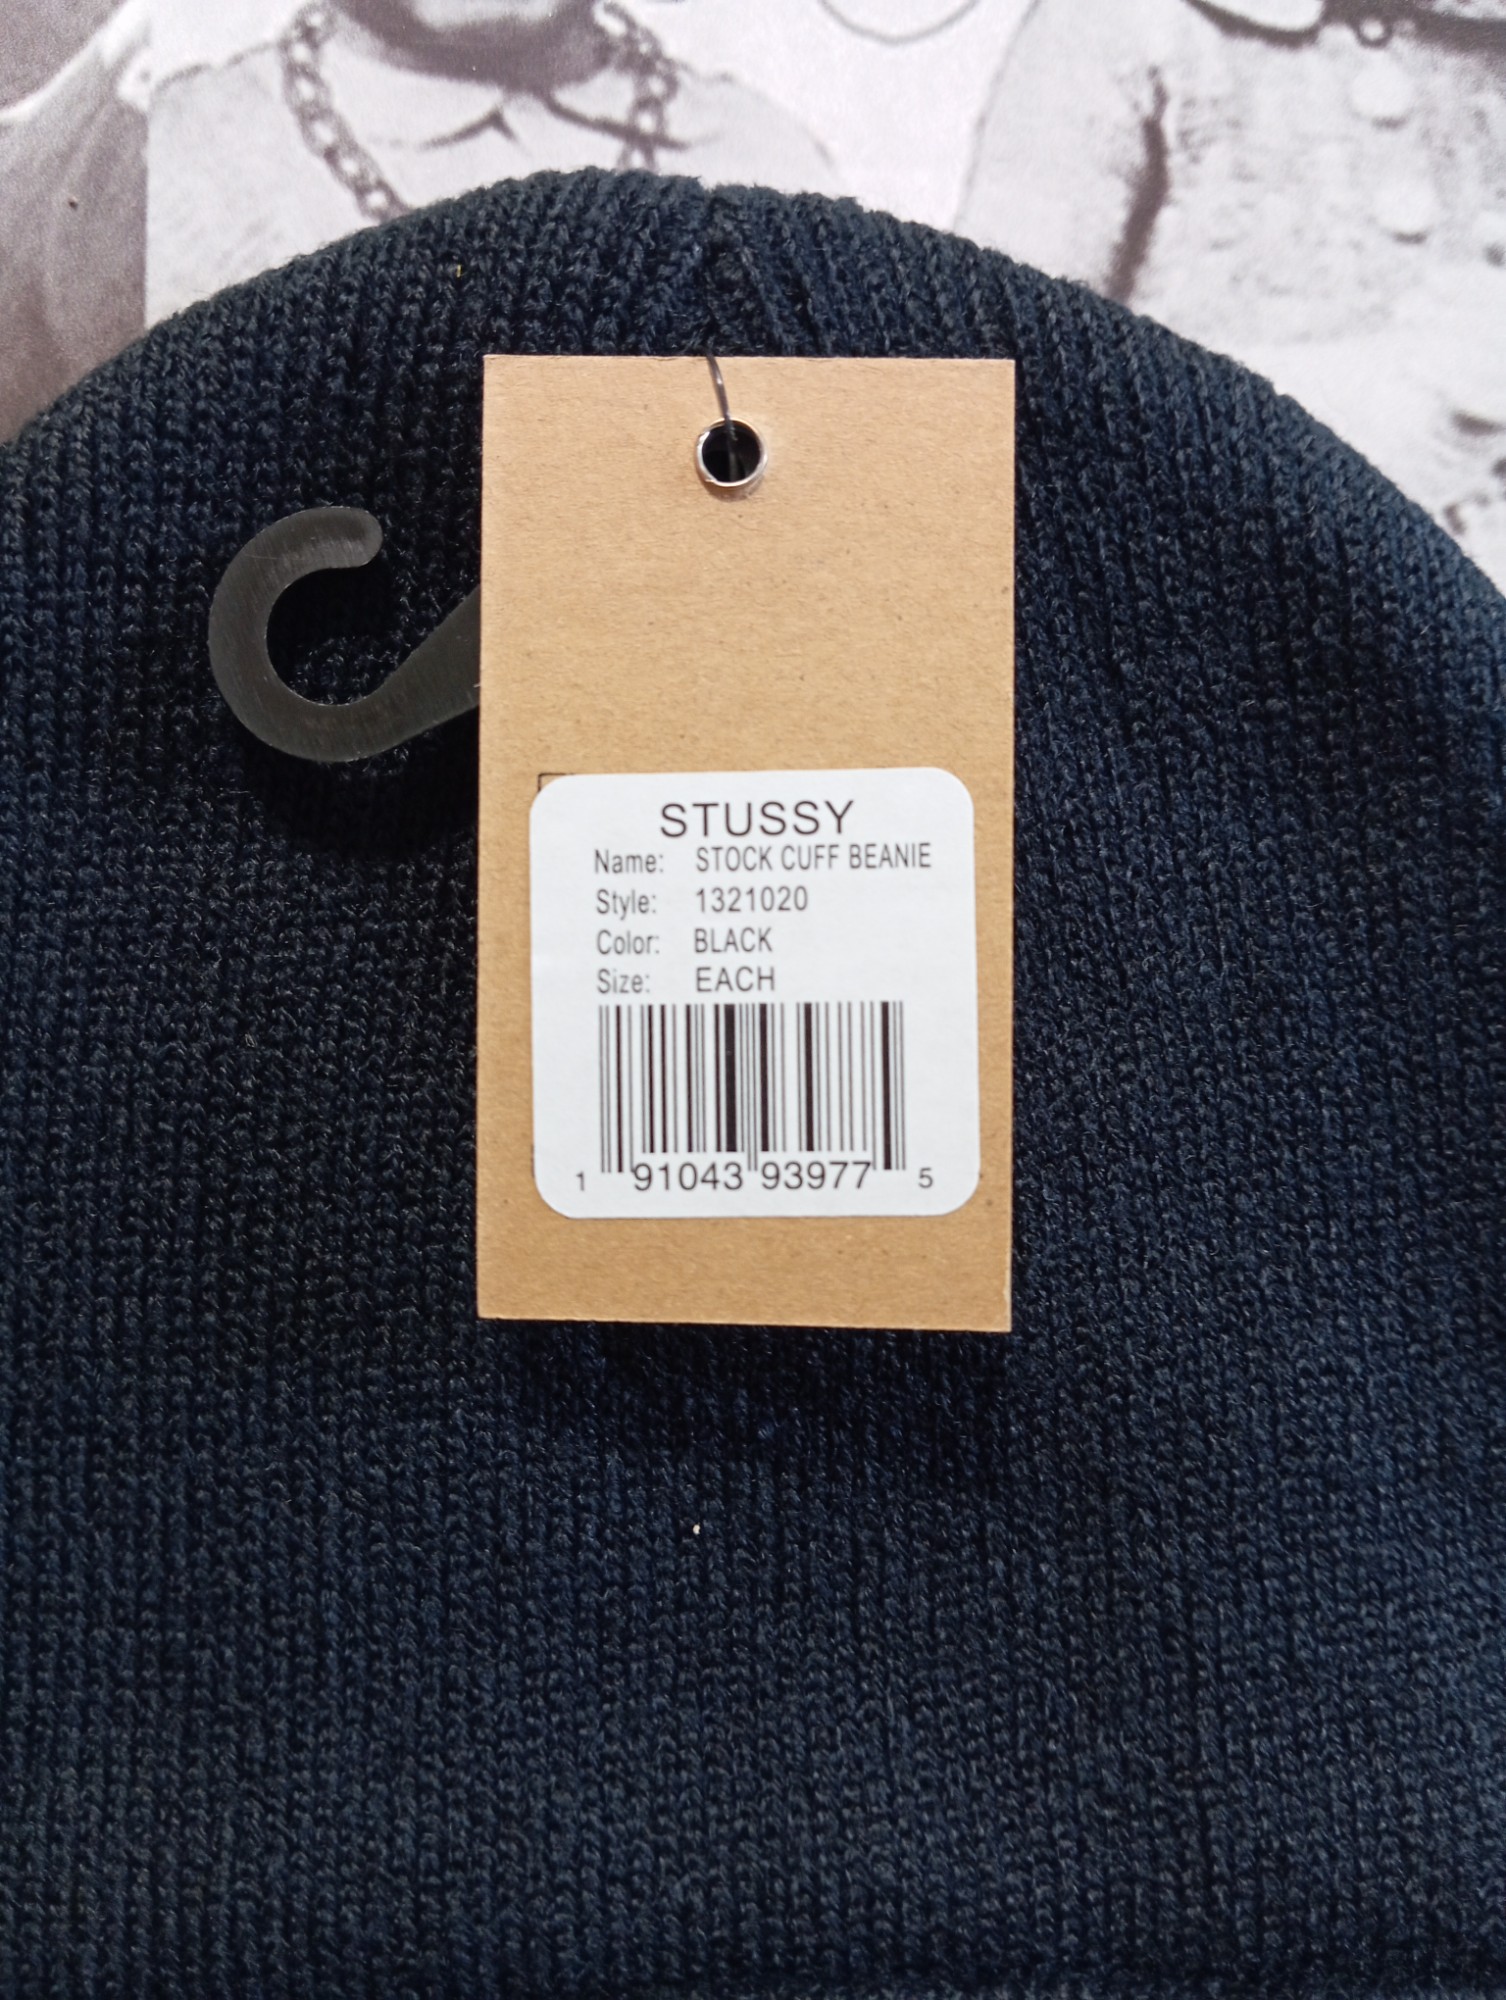 STUSSY
Name: STOCK CUFF BEANIE
Style: 1321020
Color: BLACK
Size: EACH
1 91043 93977 5